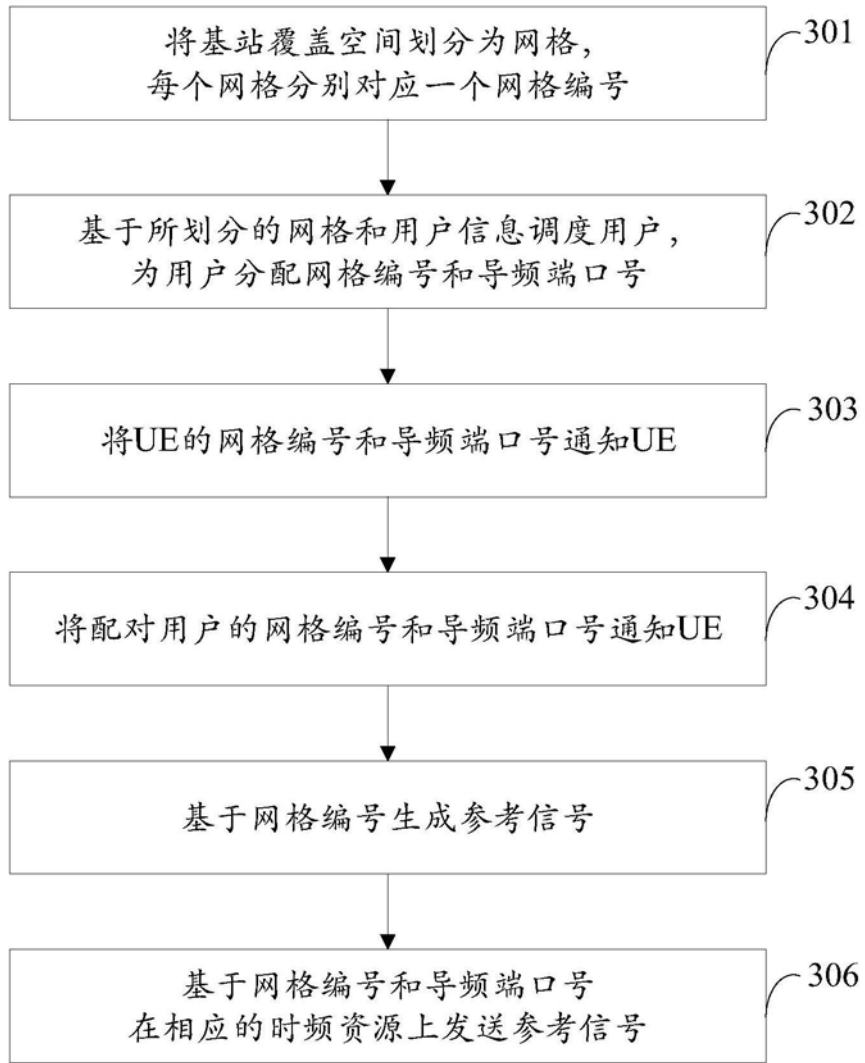 将基站覆盖空间划分为网格，
每个网格分别对应一个网格编号
301
基于所划分的网格和用户信息调度用户，
为用户分配网格编号和导频端口号
302
将UE的网格编号和导频端口号通知UE
303
将配对用户的网格编号和导频端口号通知UE
304
基于网格编号生成参考信号
305
基于网格编号和导频端口号
在相应的时频资源上发送参考信号
306